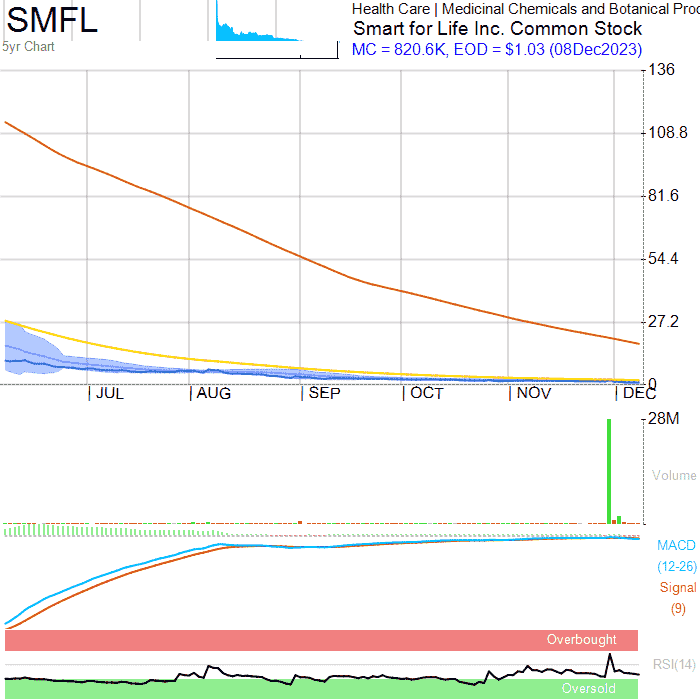 SMFL
Health Care | Medicinal Chemicals and Botanical Pro
Smart for Life Inc. Common Stock
5yr Chart
MC = 820.6K, EOD = $1.03 (08Dec2023)
136
108.8
81.6
54.4
27.2
0
JUL
AUG
SEP
OCT
NOV
DEC
28M
Volume
MACD
(12-26)
Signal
(9)
Overbought
RSI(14)
Oversold